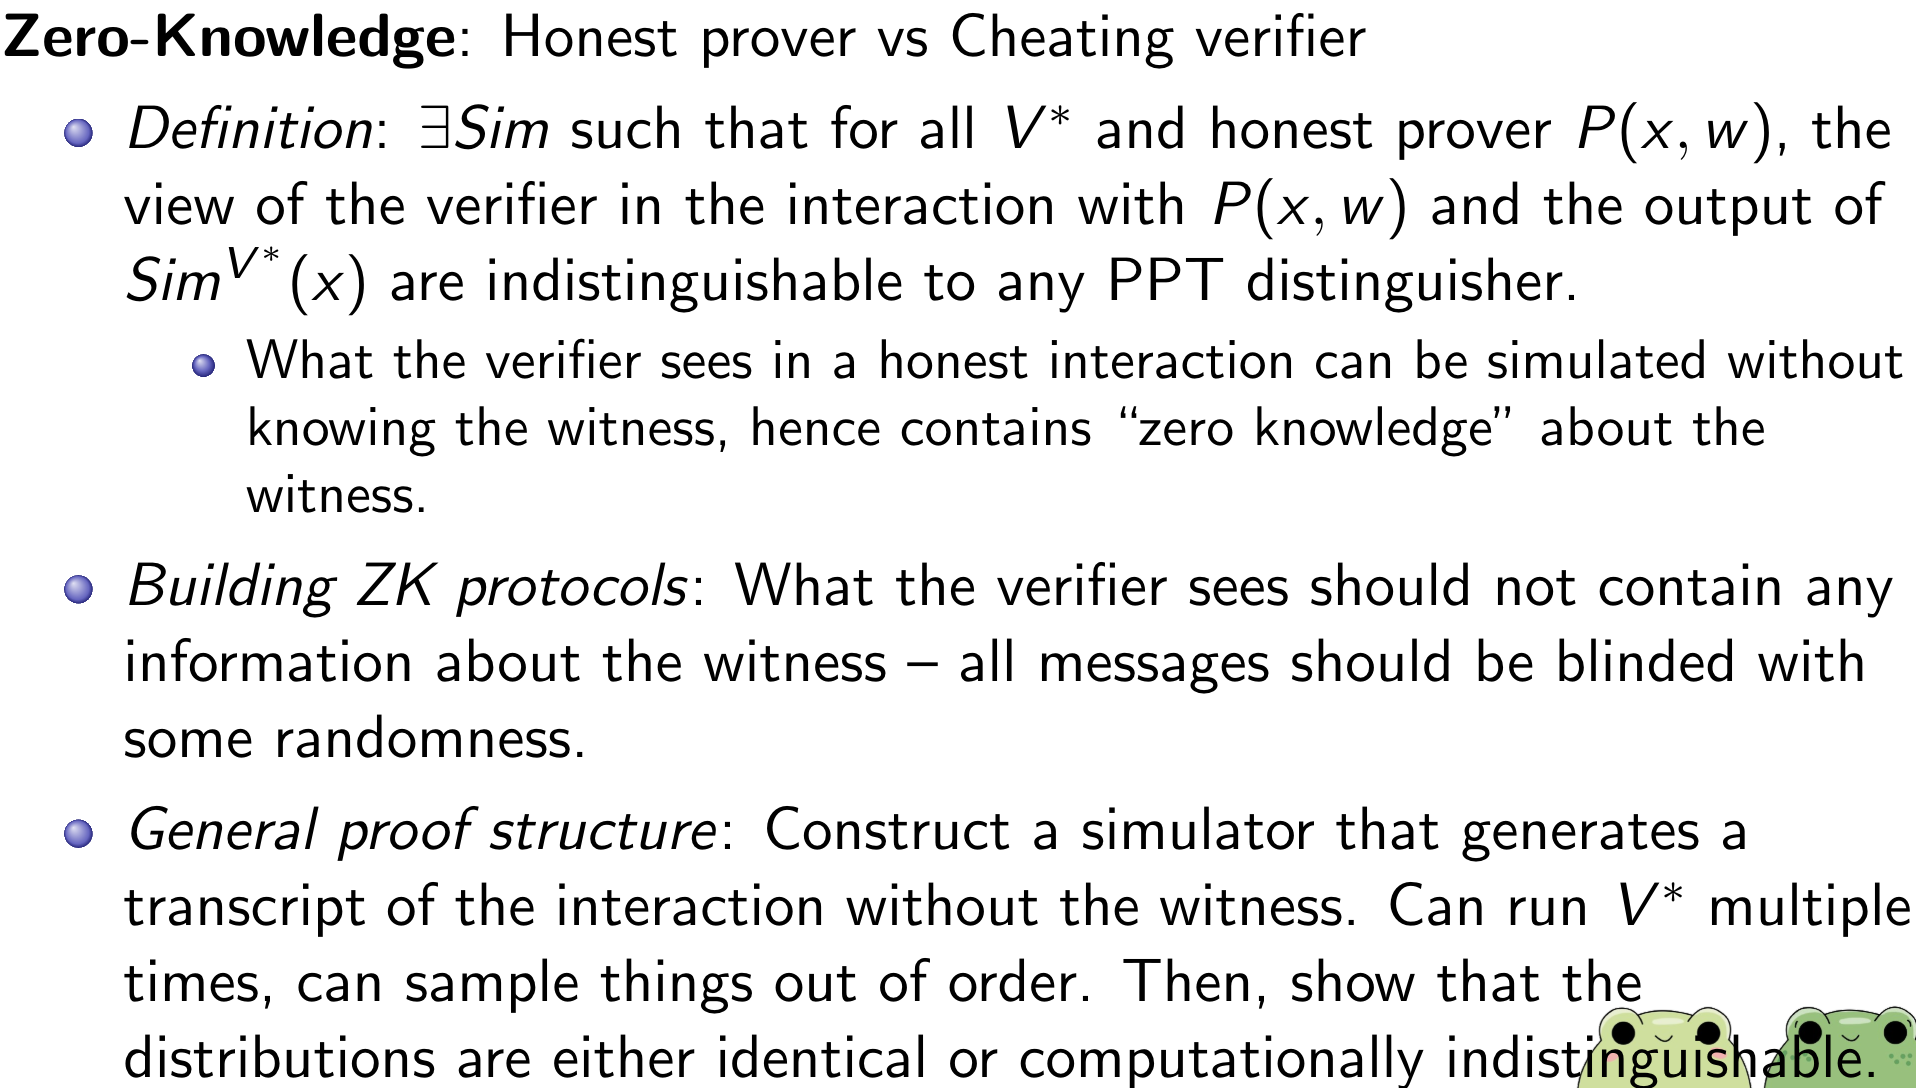 Zero-Knowledge: Honest prover vs Cheating verifier
Definition: ∃Sim such that for all V* and honest prover P(x, w), the
view of the verifier in the interaction with P(x, w) and the output of
Sim^{V*}(x) are indistinguishable to any PPT distinguisher.
What the verifier sees in a honest interaction can be simulated without
knowing the witness, hence contains “zero knowledge” about the
witness.
Building ZK protocols: What the verifier sees should not contain any
information about the witness – all messages should be blinded with
some randomness.
General proof structure: Construct a simulator that generates a
transcript of the interaction without the witness. Can run V* multiple
times, can sample things out of order. Then, show that the
distributions are either identical or computationally indistinguishable.